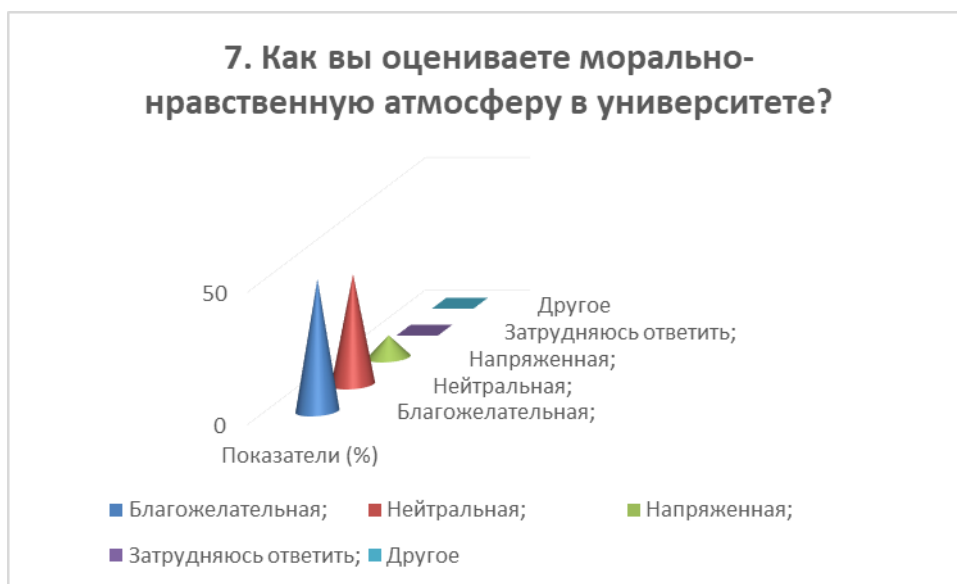 7. Как вы оцениваете морально-
нравственную атмосферу в университете?
50
0
Другое
Затрудняюсь ответить;
Напряженная;
Нейтральная;
Благожелательная;
Показатели (%)
Благожелательная;
Нейтральная;
Напряженная;
Затрудняюсь ответить;
Другое